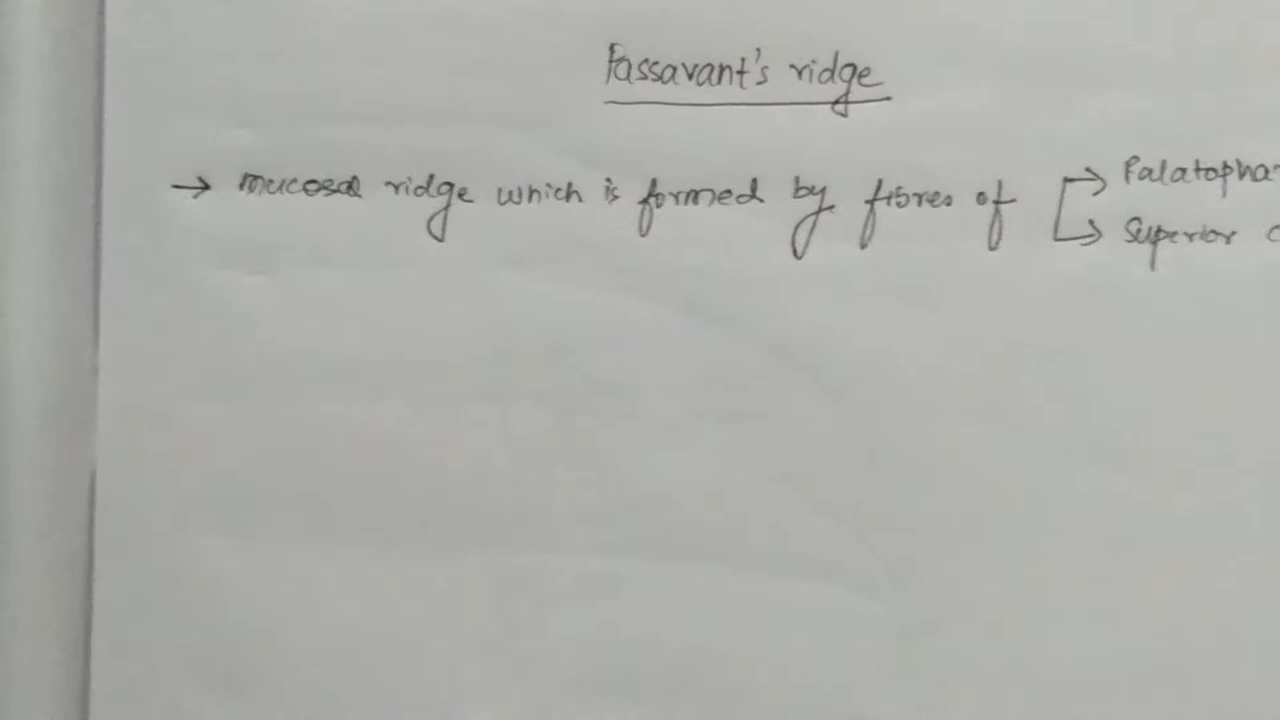 Passavant's ridge
→ mucosal ridge which is formed by fibres of → Palatopha
→ Superior c